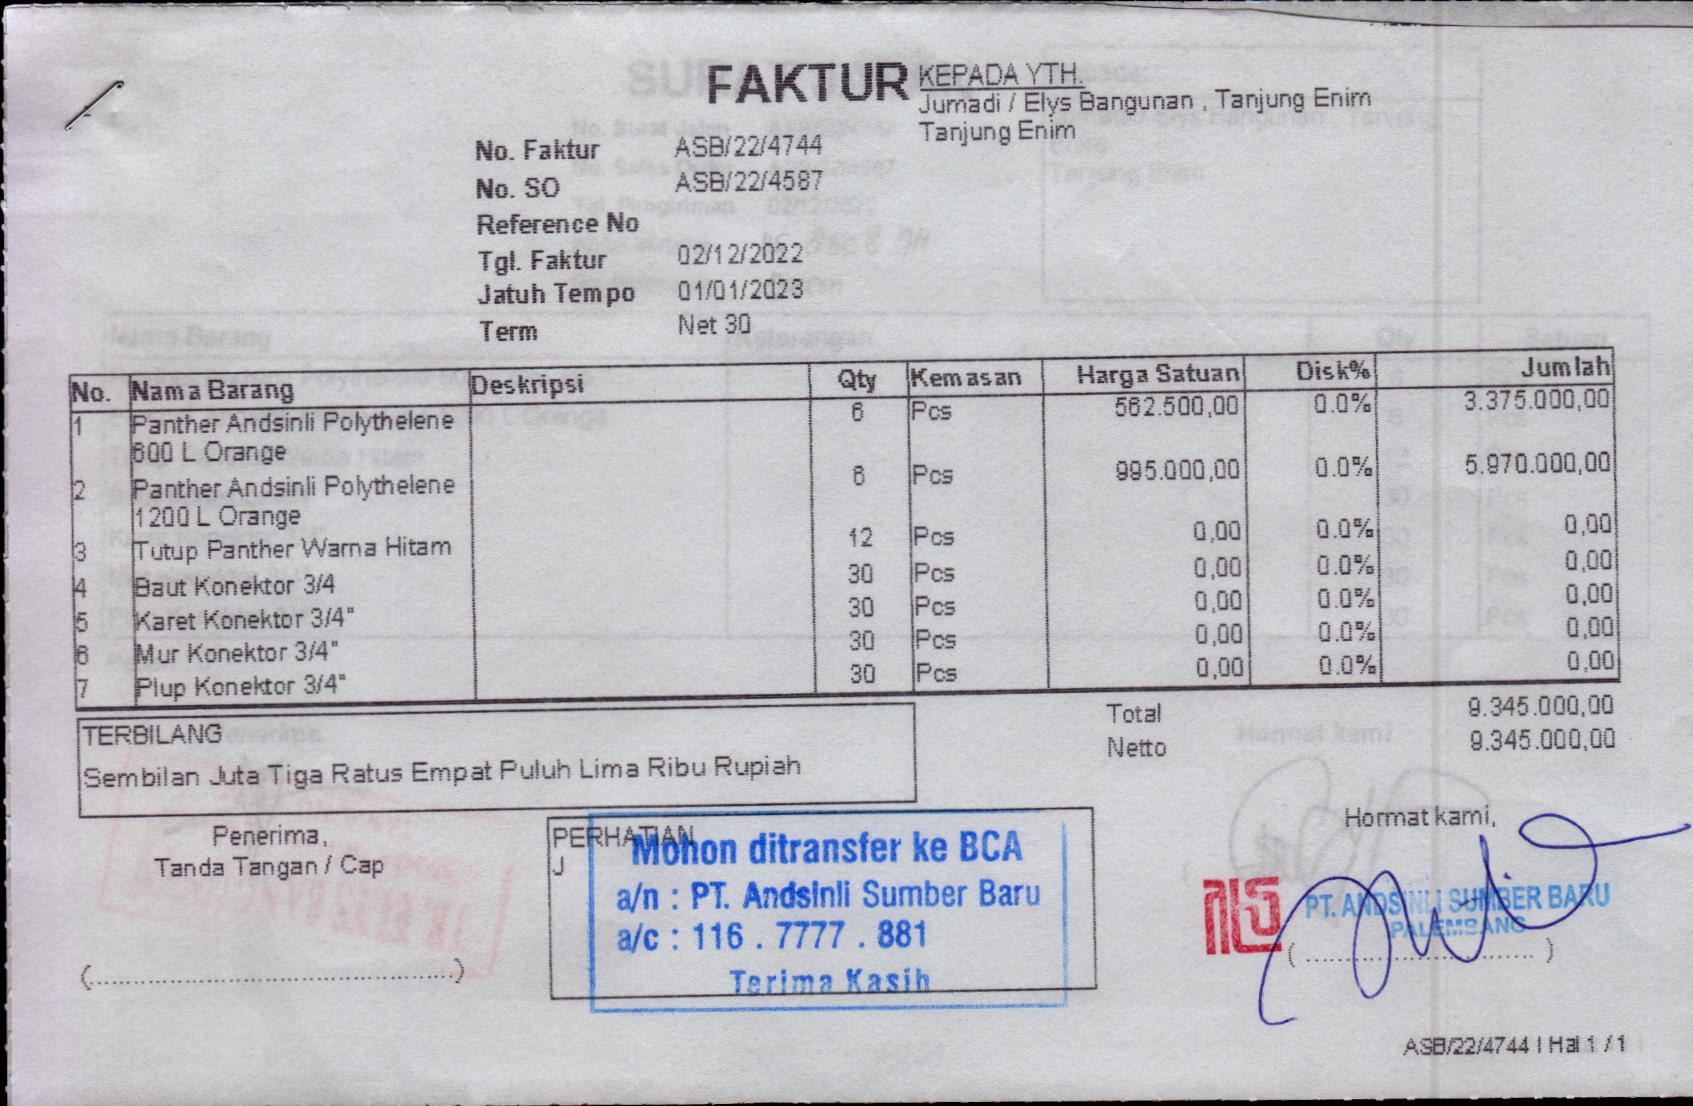 FAKTUR
KEPADA YTH.
Jumadi / Elys Bangunan , Tanjung Enim
Tanjung Enim
No. Faktur ASB/22/4744
No. SO ASB/22/4587
Reference No
Tgl. Faktur 02/12/2022
Jatuh Tempo 01/01/2023
Term Net 30
No. Nama Barang Deskripsi Qty Kemasan Harga Satuan Disk% Jumlah
1 Panther Andsinli Polythelene 6 Pcs 562.500,00 0.0% 3.375.000,00
600 L Orange
2 Panther Andsinli Polythelene 6 Pcs 995.000,00 0.0% 5.970.000,00
1200 L Orange
3 Tutup Panther Warna Hitam 12 Pcs 0,00 0.0% 0,00
4 Baut Konektor 3/4 30 Pcs 0,00 0.0% 0,00
5 Karet Konektor 3/4" 30 Pcs 0,00 0.0% 0,00
6 Mur Konektor 3/4" 30 Pcs 0,00 0.0% 0,00
7 Plup Konektor 3/4" 30 Pcs 0,00 0.0% 0,00
Total 9.345.000,00
Netto 9.345.000,00
TERBILANG
Sembilan Juta Tiga Ratus Empat Puluh Lima Ribu Rupiah
Penerima,
Tanda Tangan / Cap
(..........................................)
PERHATIAN
J
Mohon ditransfer ke BCA
a/n : PT. Andsinli Sumber Baru
a/c : 116 . 7777 . 881
Terima Kasih
Hormat kami,
PT. ANDSINLI SUMBER BARU
PALEMBANG
(..............................)
ASB/22/4744 | Hal 1 / 1